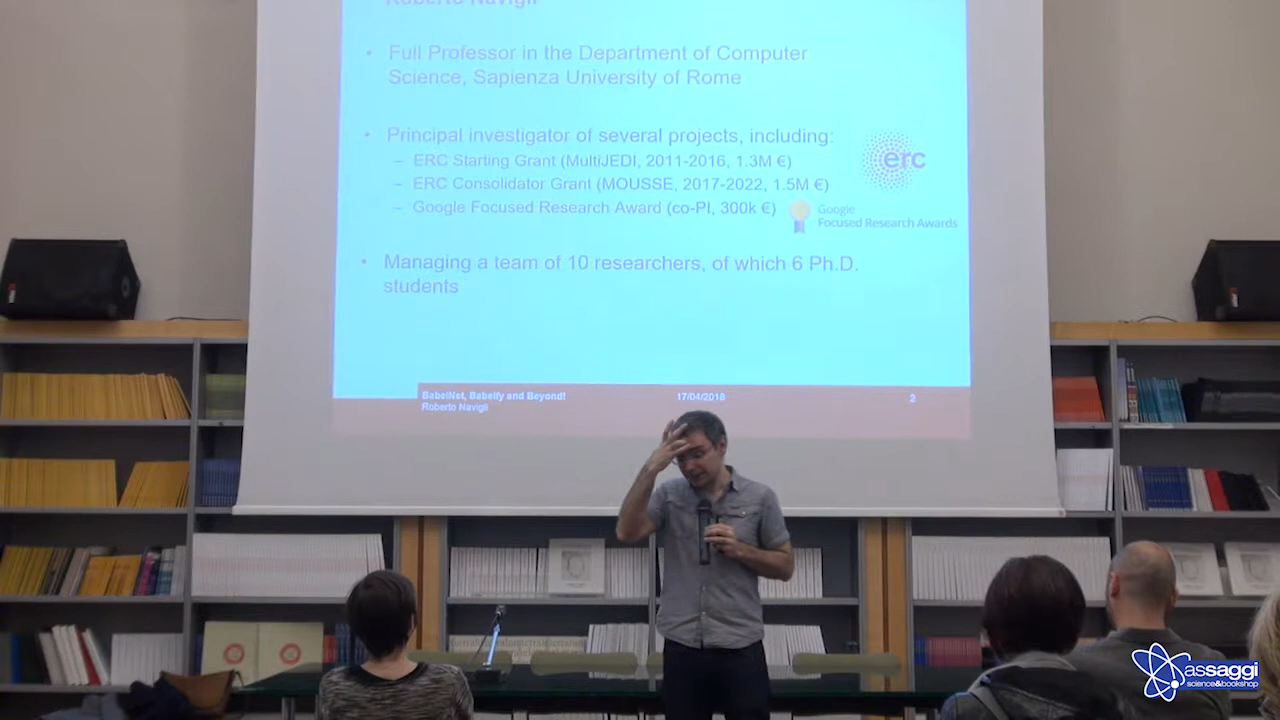 Roberto Navigli
• Full Professor in the Department of Computer
Science, Sapienza University of Rome
• Principal investigator of several projects, including:
– ERC Starting Grant (MultiJEDI, 2011-2016, 1.3M €)
– ERC Consolidator Grant (MOUSSE, 2017-2022, 1.5M €)
– Google Focused Research Award (co-PI, 300k €)
erc
Google
Focused Research Awards
• Managing a team of 10 researchers, of which 6 Ph.D.
students
BabelNet, Babelfy and Beyond!
Roberto Navigli
17/04/2018
2
assaggi
science&bookshop